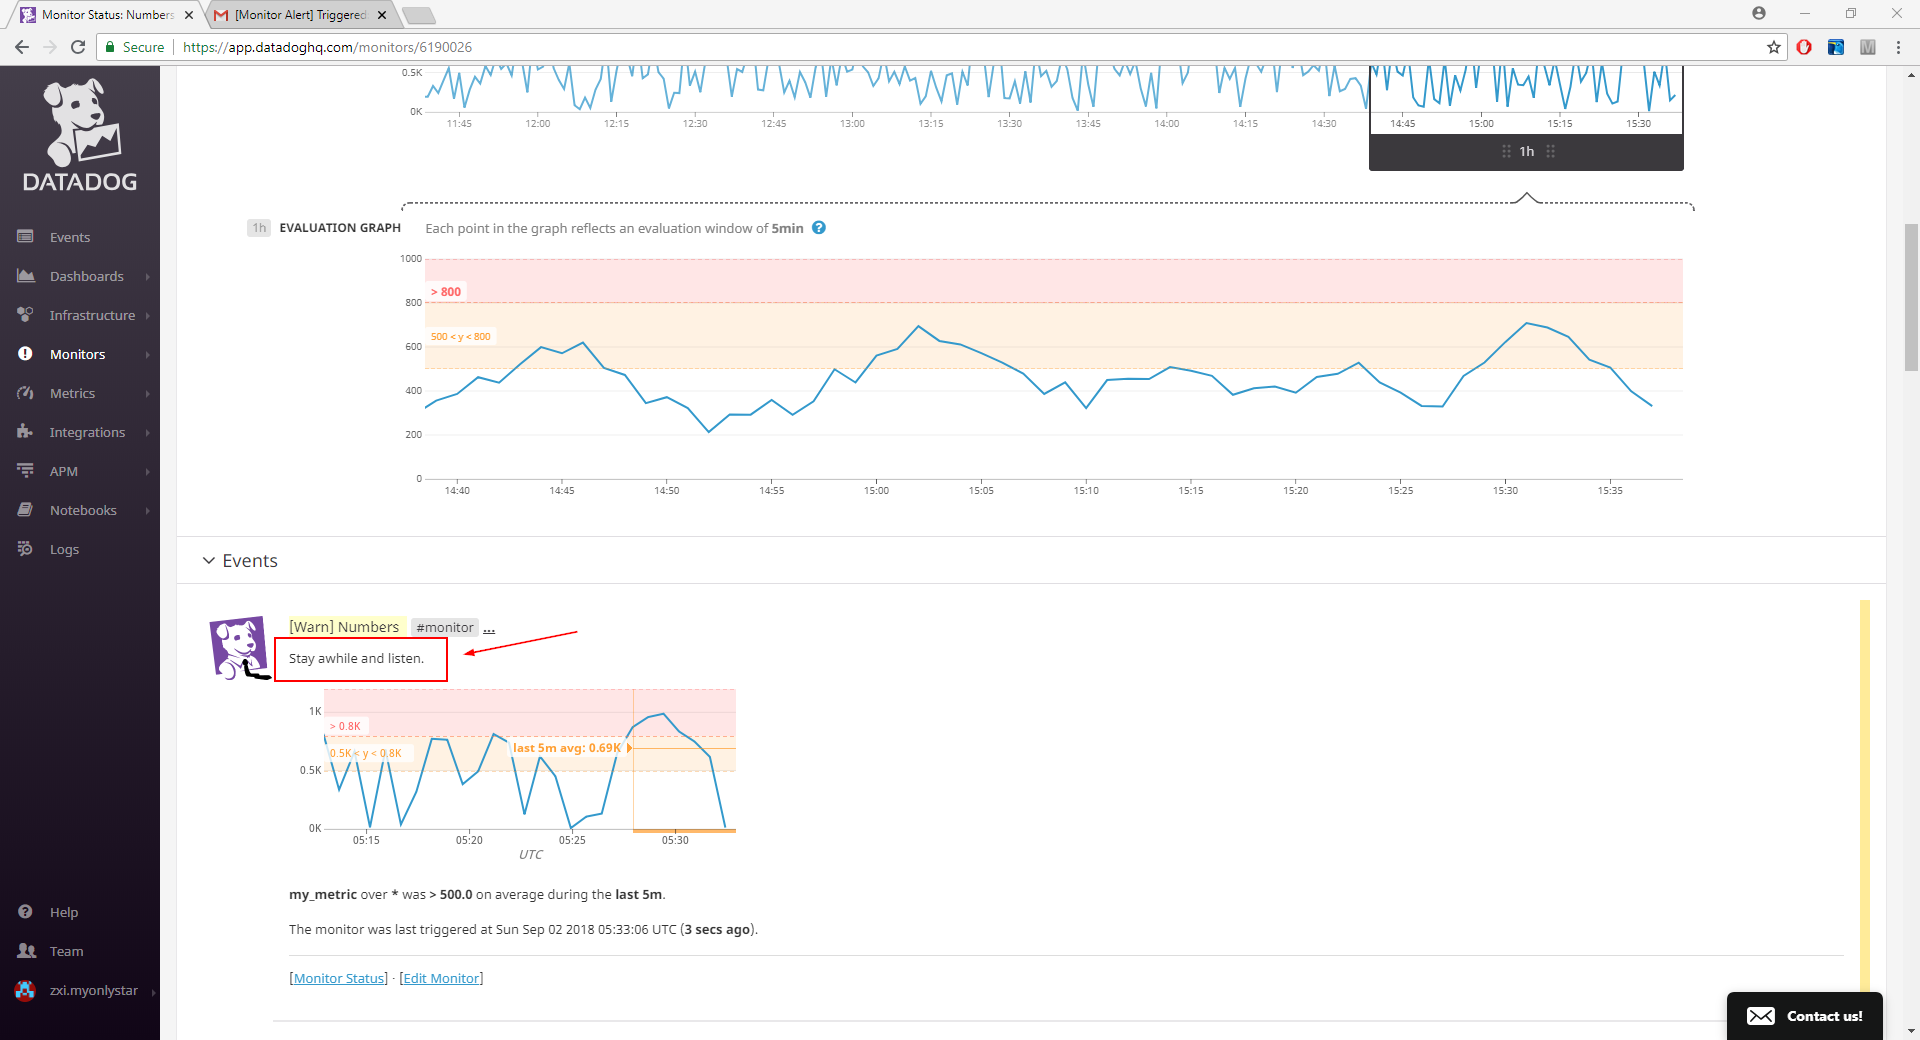 Monitor Status: Numbers
[Monitor Alert] Triggered
Secure https://app.datadoghq.com/monitors/6190026
DATADOG
Events
Dashboards
Infrastructure
Monitors
Metrics
Integrations
APM
Notebooks
Logs
Help
Team
zxi.myonlystar
0.5K
0K
11:45 12:00 12:15 12:30 12:45 13:00 13:15 13:30 13:45 14:00 14:15 14:30 14:45 15:00 15:15 15:30
1h
1h EVALUATION GRAPH Each point in the graph reflects an evaluation window of 5min ?
1000
> 800
800
500 < y < 800
600
400
200
0
14:40 14:45 14:50 14:55 15:00 15:05 15:10 15:15 15:20 15:25 15:30 15:35
Events
[Warn] Numbers #monitor ...
Stay awhile and listen.
1K
> 0.8K
last 5m avg: 0.69K
0.5K < y < 0.8K
0.5K
0K
05:15 05:20 05:25 05:30
UTC
my_metric over * was > 500.0 on average during the last 5m.
The monitor was last triggered at Sun Sep 02 2018 05:33:06 UTC (3 secs ago).
[Monitor Status] · [Edit Monitor]
Contact us!